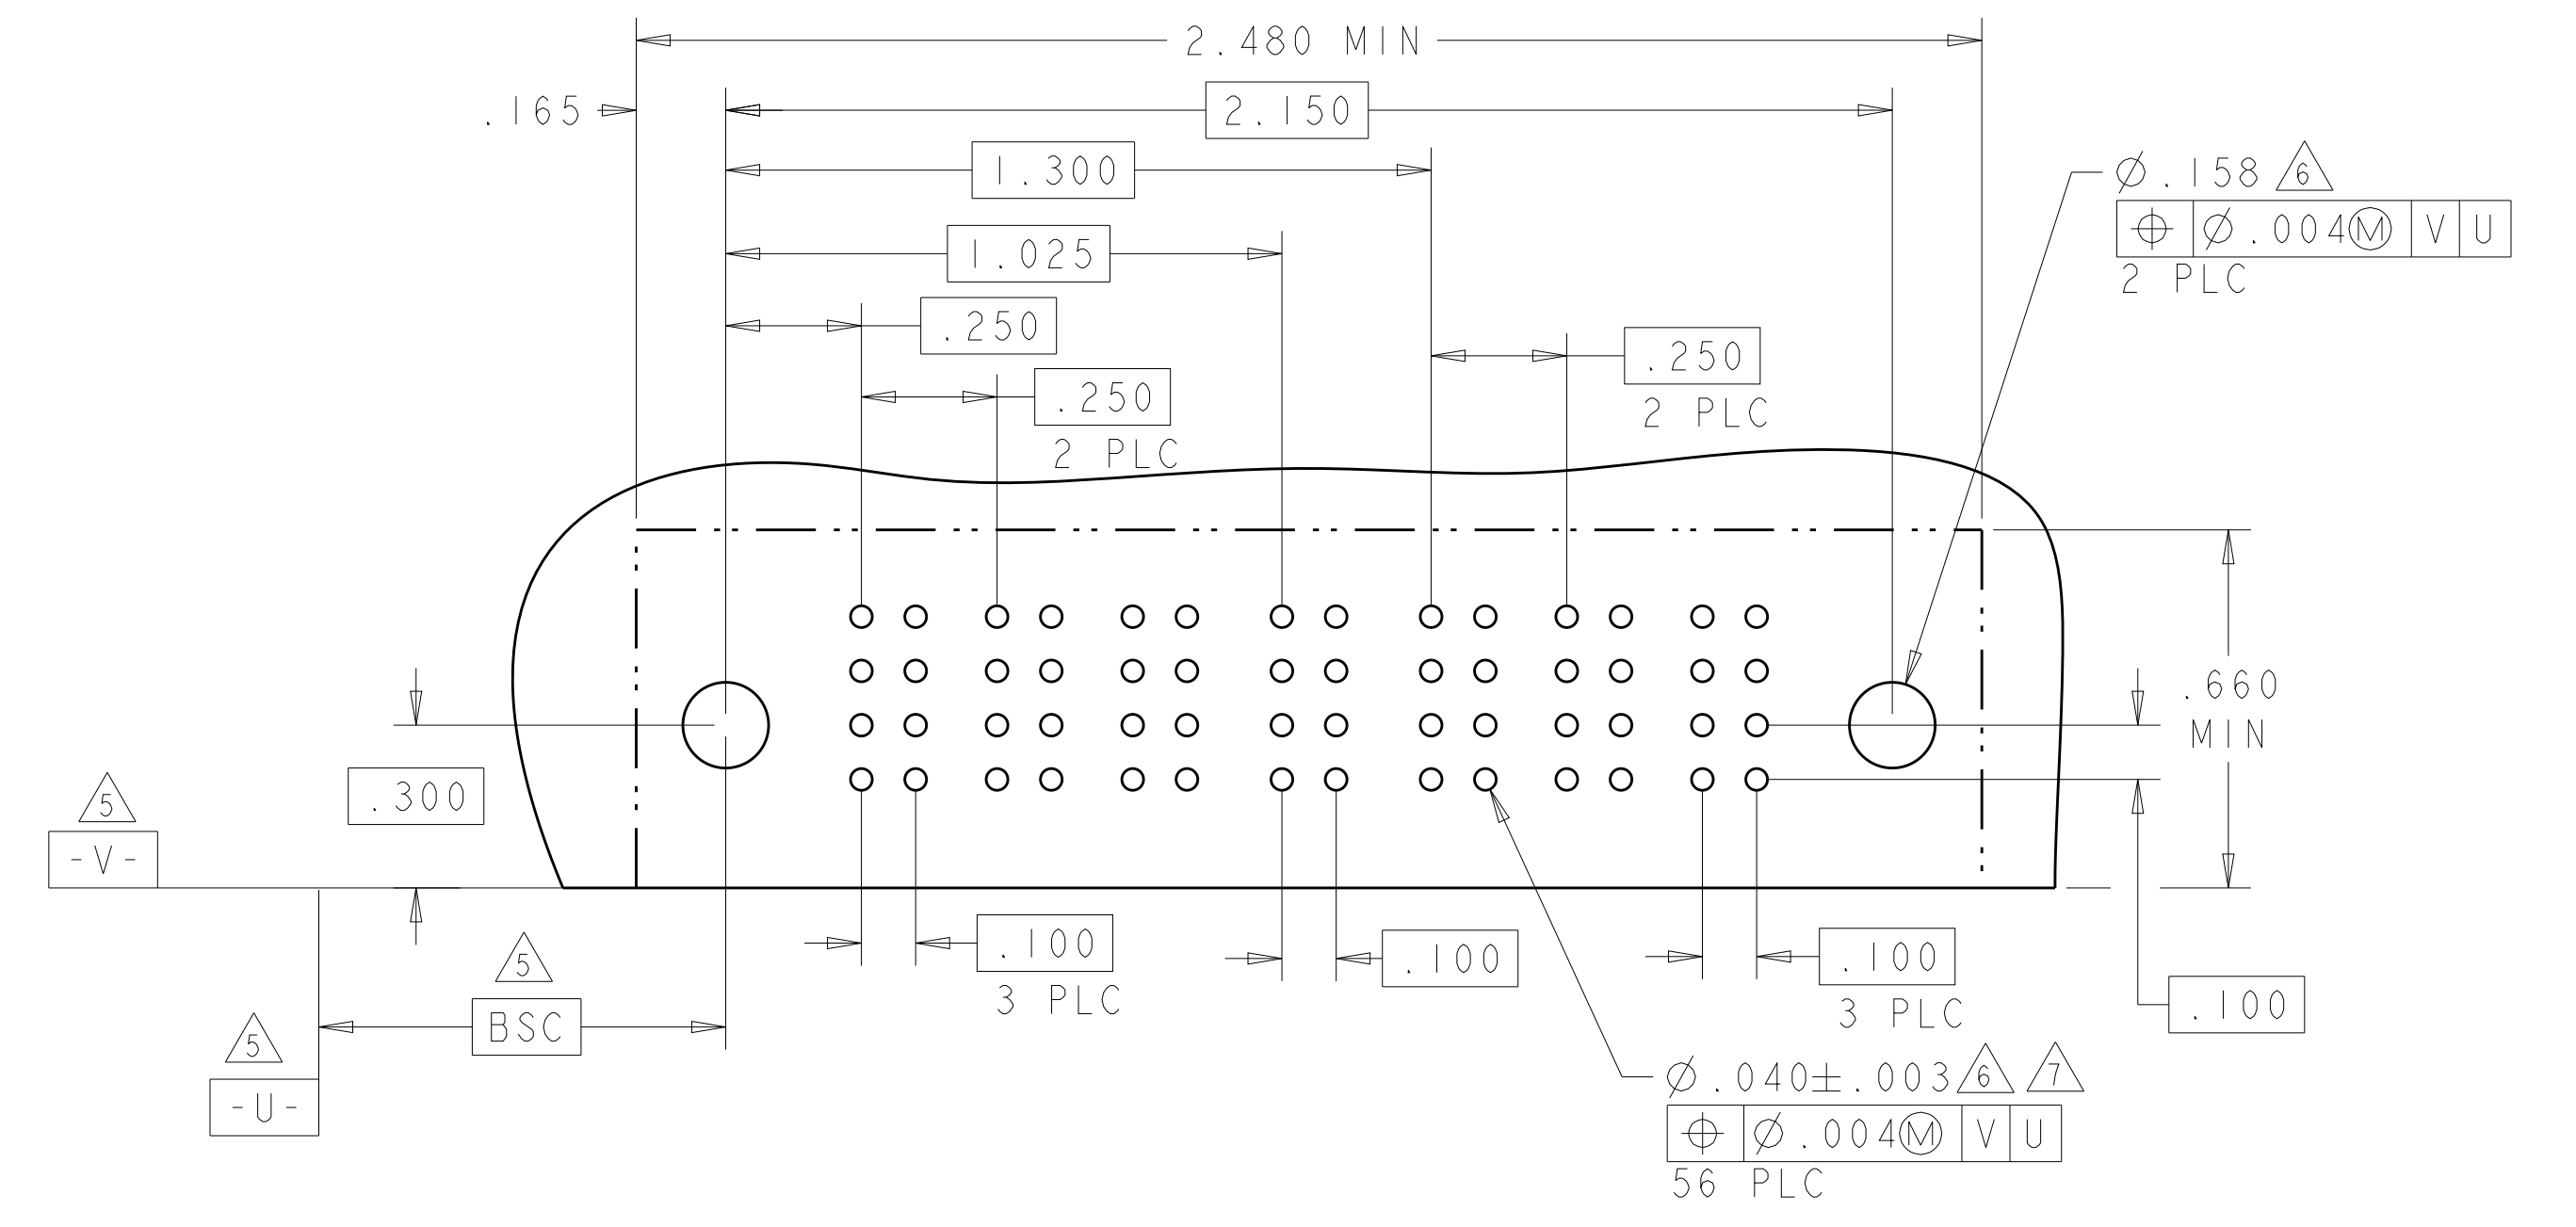 2.480 MIN
.165
2.150
1.300
⌀.158 6
⌖ ⌀.004Ⓜ V U
2 PLC
1.025
.250
.250
2 PLC
.250
2 PLC
.660
MIN
.300
5
-V-
.100
3 PLC
.100
.100
3 PLC
.100
5
BSC
5
-U-
⌀.040±.003 6 7
⌖ ⌀.004Ⓜ V U
56 PLC